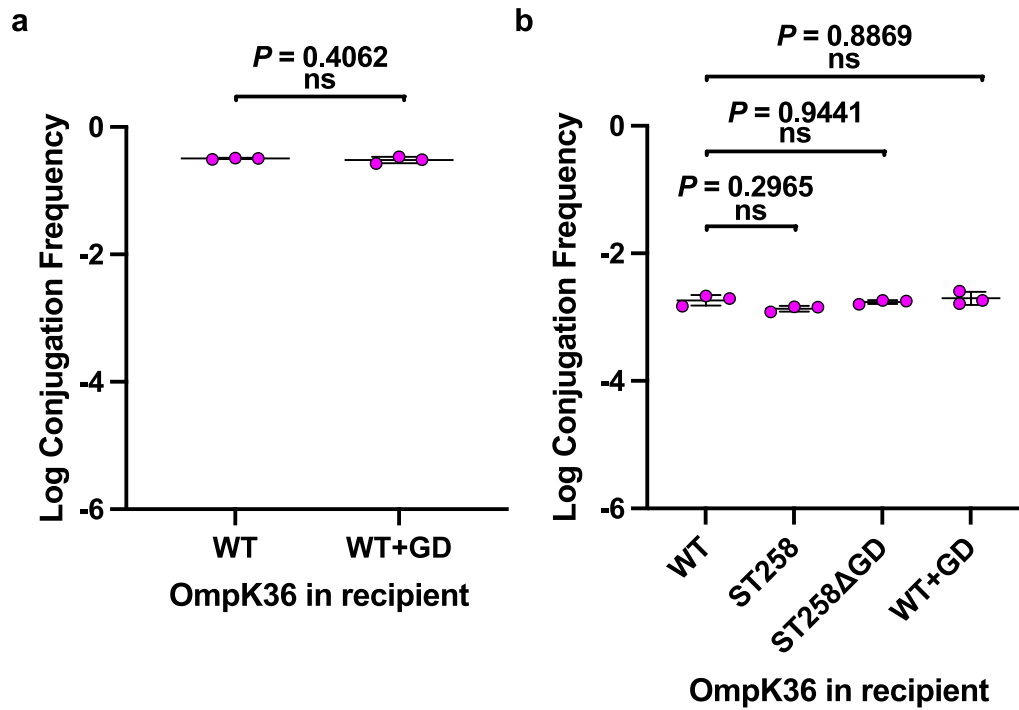 a
P = 0.4062
ns
Log Conjugation Frequency
0
-2
-4
-6
WT
WT+GD
OmpK36 in recipient
b
P = 0.8869
ns
P = 0.9441
ns
P = 0.2965
ns
Log Conjugation Frequency
0
-2
-4
-6
WT
ST258
ST258ΔGD
WT+GD
OmpK36 in recipient